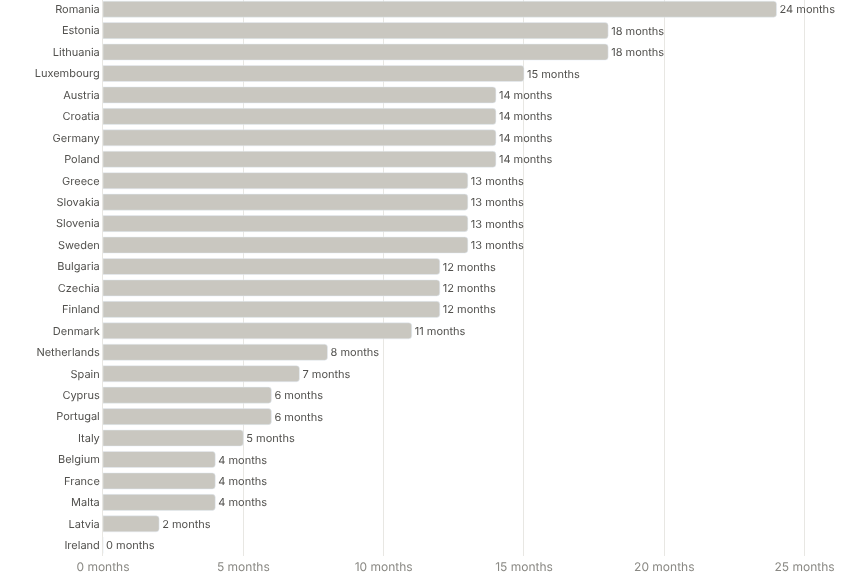 Romania 24 months
Estonia 18 months
Lithuania 18 months
Luxembourg 15 months
Austria 14 months
Croatia 14 months
Germany 14 months
Poland 14 months
Greece 13 months
Slovakia 13 months
Slovenia 13 months
Sweden 13 months
Bulgaria 12 months
Czechia 12 months
Finland 12 months
Denmark 11 months
Netherlands 8 months
Spain 7 months
Cyprus 6 months
Portugal 6 months
Italy 5 months
Belgium 4 months
France 4 months
Malta 4 months
Latvia 2 months
Ireland 0 months
0 months 5 months 10 months 15 months 20 months 25 months